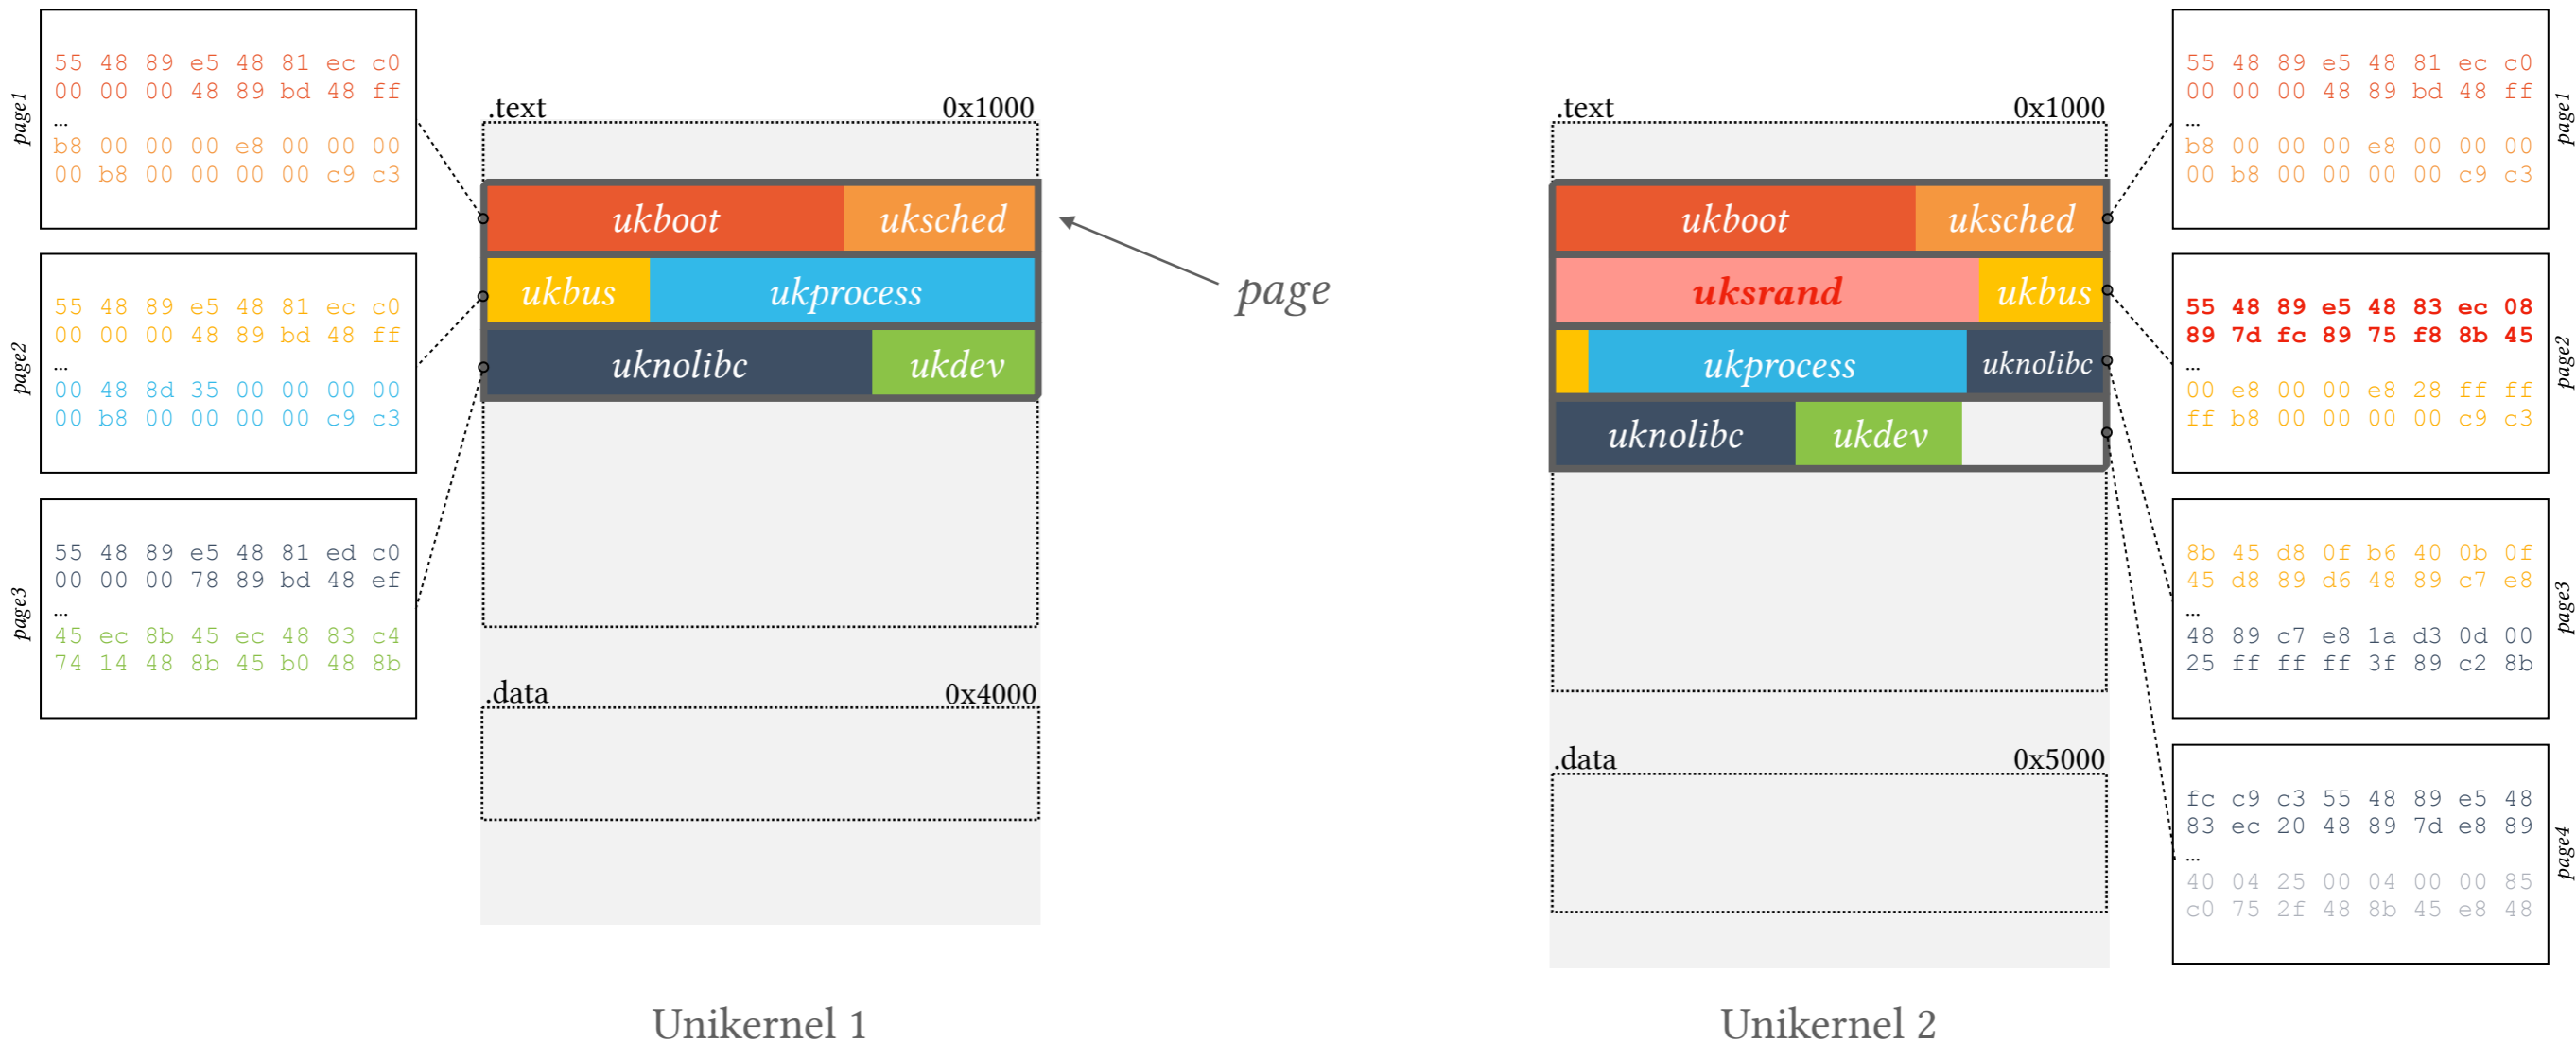 page1
55 48 89 e5 48 81 ec c0
00 00 00 48 89 bd 48 ff
...
b8 00 00 00 e8 00 00 00
00 b8 00 00 00 00 c9 c3
page2
55 48 89 e5 48 81 ec c0
00 00 00 48 89 bd 48 ff
...
00 48 8d 35 00 00 00 00
00 b8 00 00 00 00 c9 c3
page3
55 48 89 e5 48 81 ed c0
00 00 00 78 89 bd 48 ef
...
45 ec 8b 45 ec 48 83 c4
74 14 48 8b 45 b0 48 8b
.text 0x1000
ukboot uksched
ukbus ukprocess
uknolibc ukdev
.data 0x4000
Unikernel 1
page
.text 0x1000
ukboot uksched
uksrand ukbus
ukprocess uknolibc
uknolibc ukdev
.data 0x5000
Unikernel 2
page1
55 48 89 e5 48 81 ec c0
00 00 00 48 89 bd 48 ff
...
b8 00 00 00 e8 00 00 00
00 b8 00 00 00 00 c9 c3
page2
55 48 89 e5 48 83 ec 08
89 7d fc 89 75 f8 8b 45
...
00 e8 00 00 e8 28 ff ff
ff b8 00 00 00 00 c9 c3
page3
8b 45 d8 0f b6 40 0b 0f
45 d8 89 d6 48 89 c7 e8
...
48 89 c7 e8 1a d3 0d 00
25 ff ff ff 3f 89 c2 8b
page4
fc c9 c3 55 48 89 e5 48
83 ec 20 48 89 7d e8 89
...
40 04 25 00 04 00 00 85
c0 75 2f 48 8b 45 e8 48